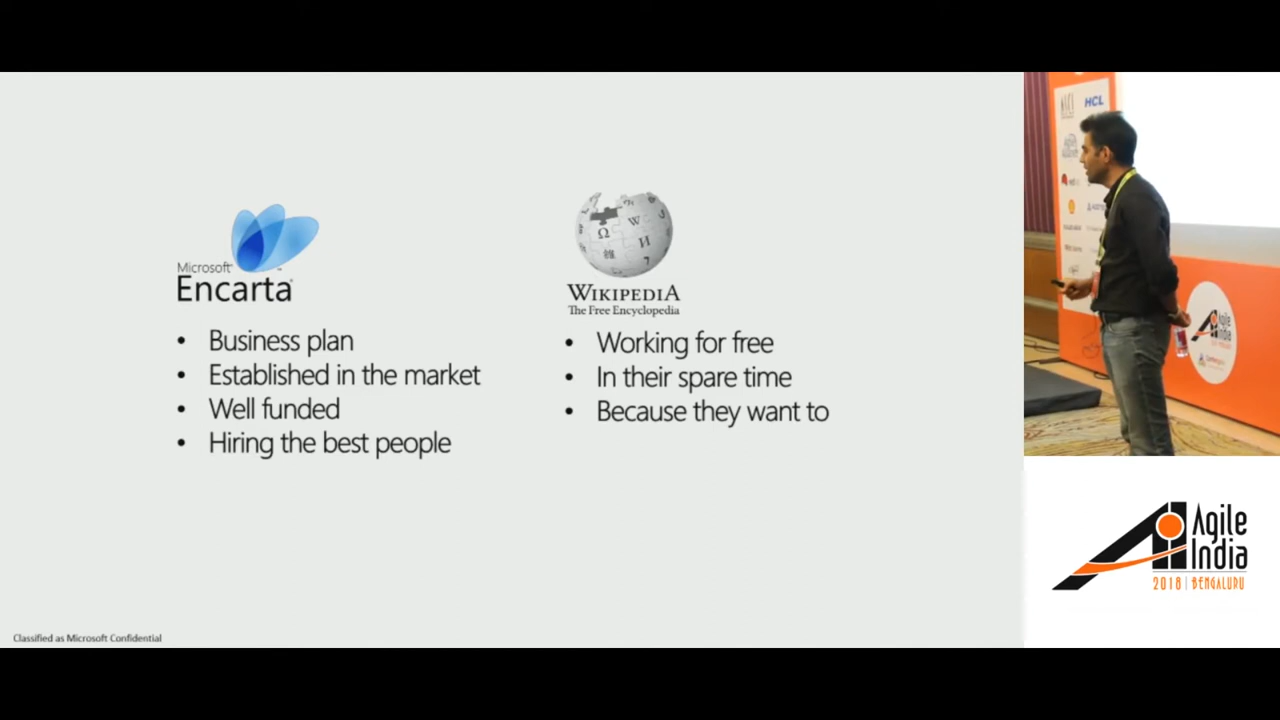 Microsoft
Encarta
• Business plan
• Established in the market
• Well funded
• Hiring the best people
WIKIPEDIA
The Free Encyclopedia
• Working for free
• In their spare time
• Because they want to
Classified as Microsoft Confidential
HCL
Agile
India
Agile
India
2018 | BENGALURU